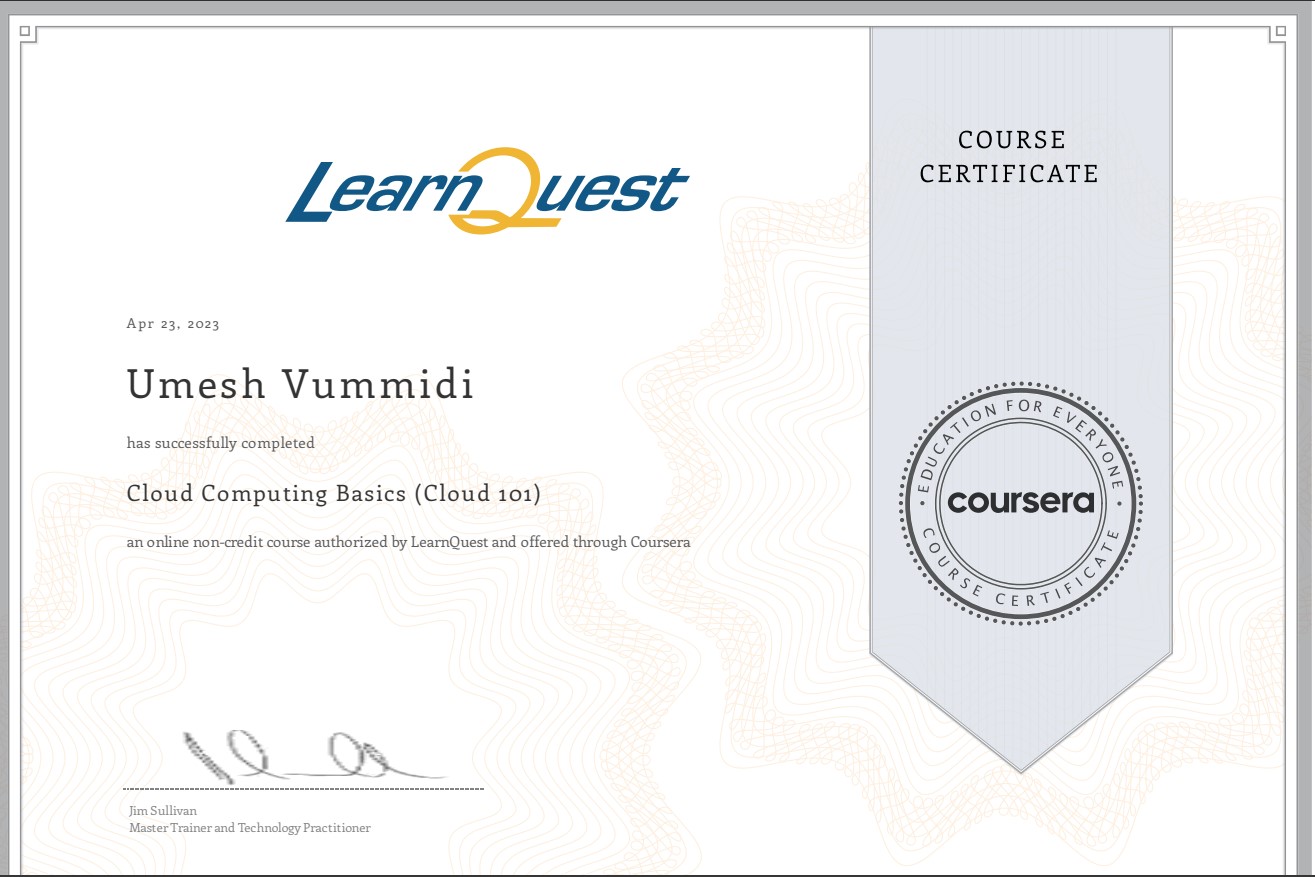 LearnQuest
COURSE
CERTIFICATE
Apr 23, 2023
Umesh Vummidi
has successfully completed
Cloud Computing Basics (Cloud 101)
an online non-credit course authorized by LearnQuest and offered through Coursera
EDUCATION FOR EVERYONE
coursera
COURSE CERTIFICATE
Jim Sullivan
Master Trainer and Technology Practitioner